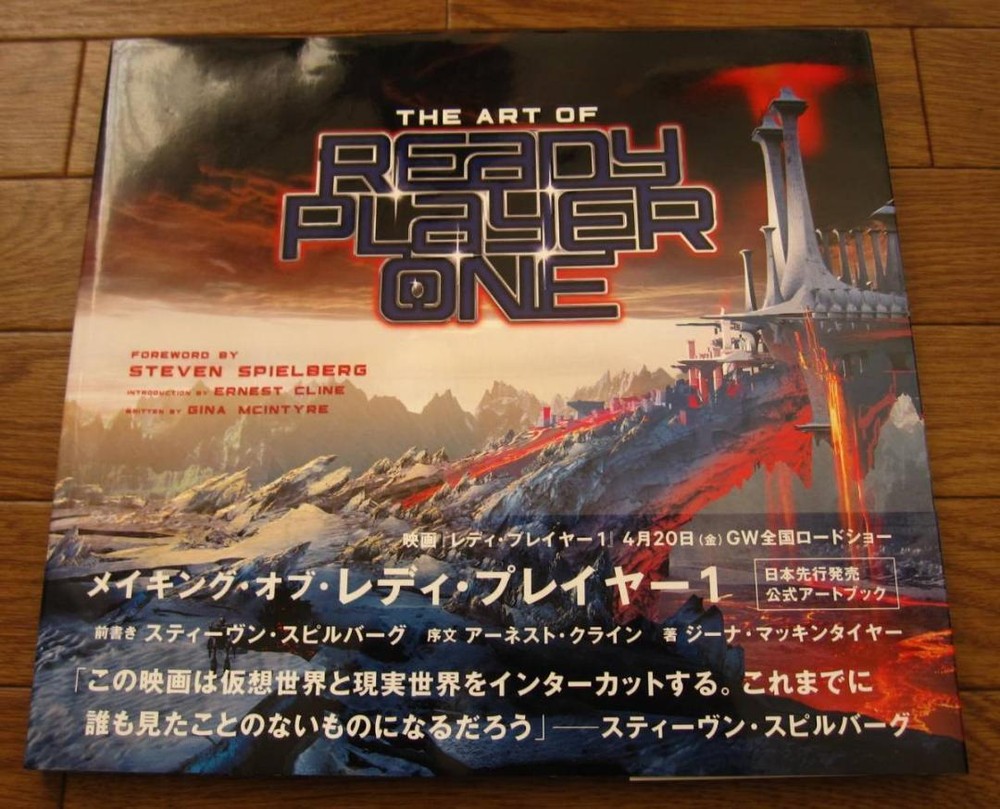 THE ART OF
READY
PLAYER
ONE
FOREWORD BY
STEVEN SPIELBERG
INTRODUCTION BY ERNEST CLINE
WRITTEN BY GINA MCINTYRE
映画『レディ・プレイヤー1』4月20日(金)GW全国ロードショー
メイキング・オブ・レディ・プレイヤー1
日本先行発売
公式アートブック
前書き スティーヴン・スピルバーグ 序文 アーネスト・クライン 著 ジーナ・マッキンタイヤー
「この映画は仮想世界と現実世界をインターカットする。これまでに
誰も見たことのないものになるだろう」──スティーヴン・スピルバーグ